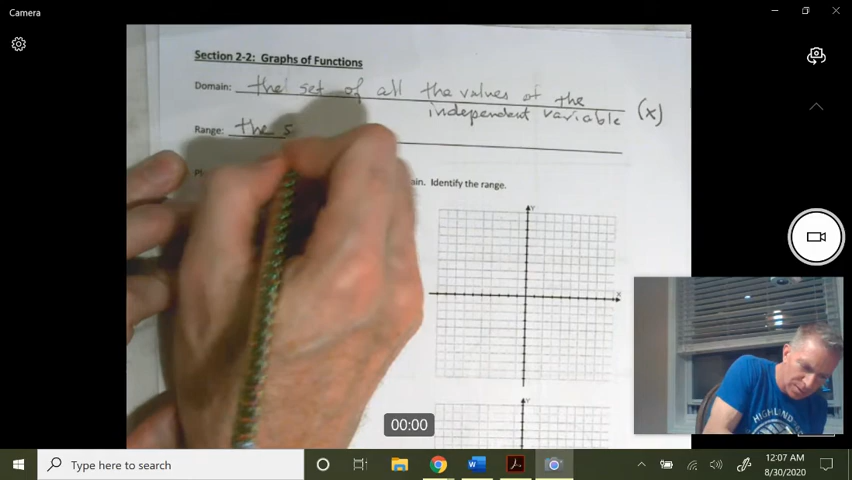 Camera
Section 2-2: Graphs of Functions
Domain: the set of all the values of the
independent variable (x)
Range: the s
ain. Identify the range.
Y
X
Y
HIGHLAND
00:00
Type here to search
12:07 AM
8/30/2020